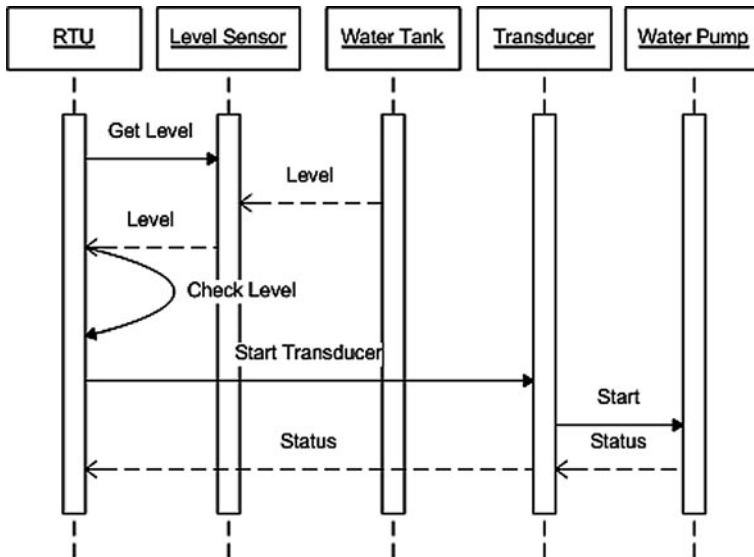 RTU
Level Sensor
Water Tank
Transducer
Water Pump
Get Level
Level
Level
Check Level
Start Transducer
Start
Status
Status